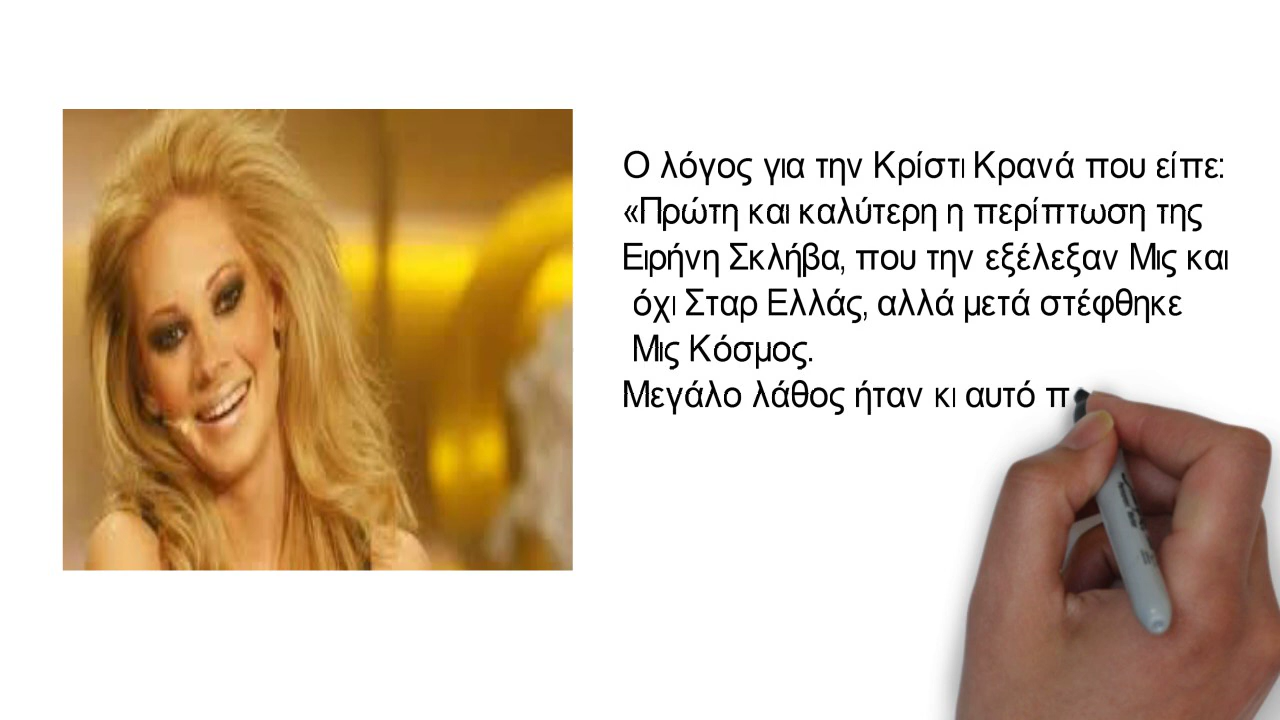 Ο λόγος για την Κρίστι Κρανά που είπε:
«Πρώτη και καλύτερη η περίπτωση της
Ειρήνη Σκλήβα, που την εξέλεξαν Μις και
όχι Σταρ Ελλάς, αλλά μετά στέφθηκε
Μις Κόσμος.
Μεγάλο λάθος ήταν κι αυτό π